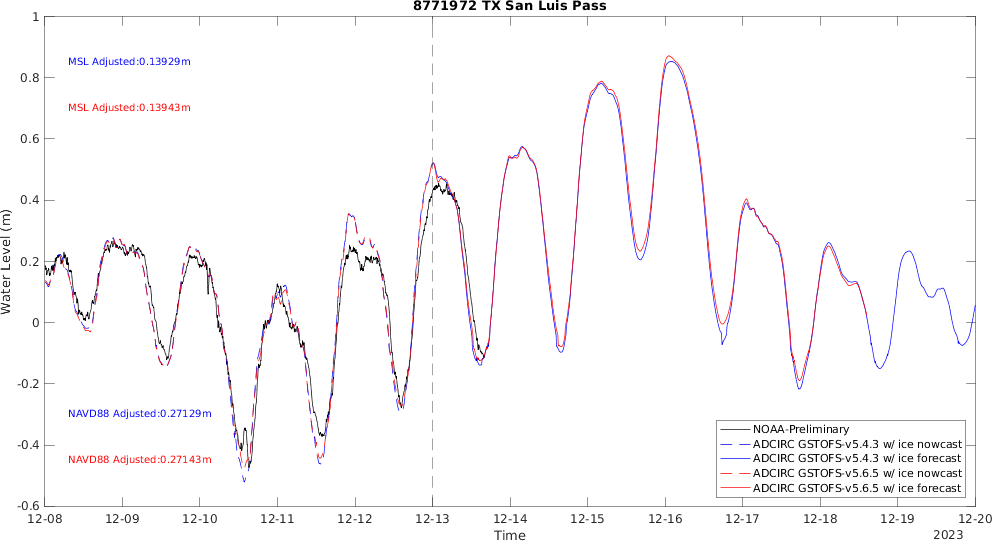 8771972 TX San Luis Pass
1
0.8
0.6
0.4
0.2
0
-0.2
-0.4
-0.6
Water Level (m)
MSL Adjusted:0.13929m
MSL Adjusted:0.13943m
NAVD88 Adjusted:0.27129m
NAVD88 Adjusted:0.27143m
NOAA-Preliminary
ADCIRC GSTOFS-v5.4.3 w/ ice nowcast
ADCIRC GSTOFS-v5.4.3 w/ ice forecast
ADCIRC GSTOFS-v5.6.5 w/ ice nowcast
ADCIRC GSTOFS-v5.6.5 w/ ice forecast
12-08 12-09 12-10 12-11 12-12 12-13 12-14 12-15 12-16 12-17 12-18 12-19 12-20
Time
2023